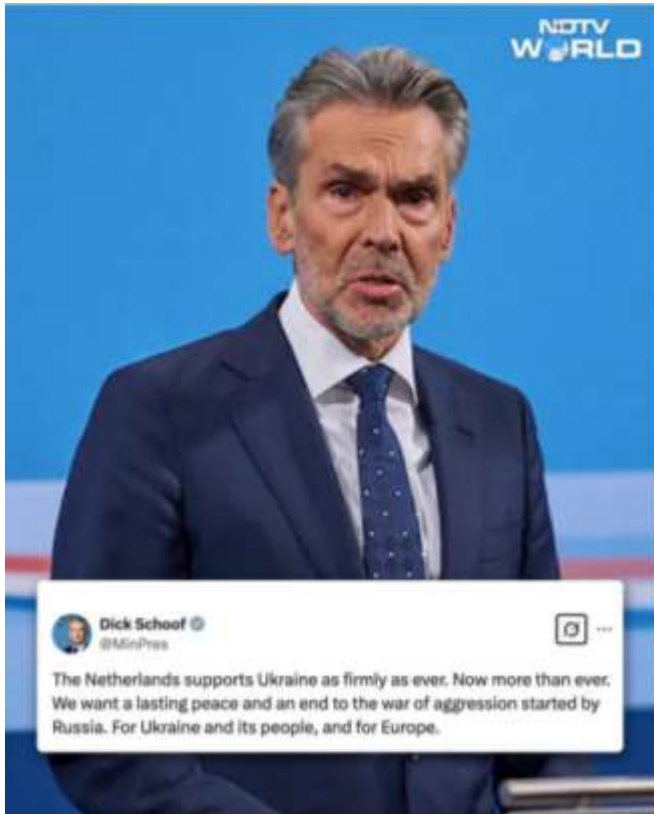 NDTV
WORLD
Dick Schoof
@MinPres
The Netherlands supports Ukraine as firmly as ever. Now more than ever.
We want a lasting peace and an end to the war of aggression started by
Russia. For Ukraine and its people, and for Europe.